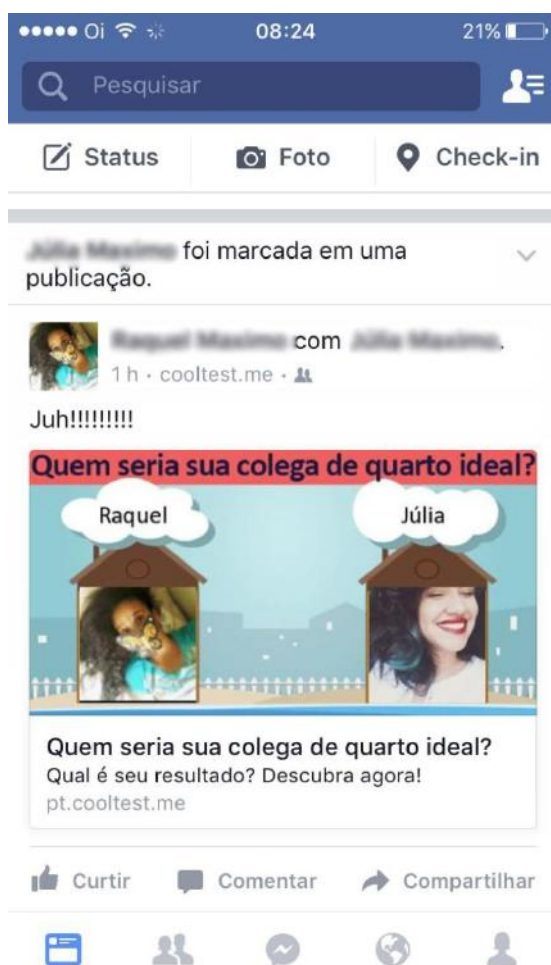 Oi 08:24 21%
Pesquisar
Status Foto Check-in
foi marcada em uma
publicação.
com .
1 h · cooltest.me ·
Juh!!!!!!!!!
Quem seria sua colega de quarto ideal?
Raquel Júlia
Quem seria sua colega de quarto ideal?
Qual é seu resultado? Descubra agora!
pt.cooltest.me
Curtir Comentar Compartilhar